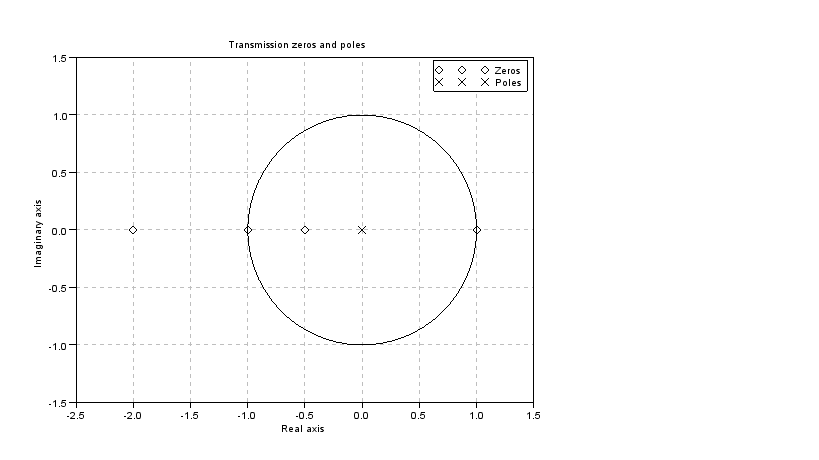 Transmission zeros and poles
Zeros
Poles
1.5
1.0
0.5
0.0
-0.5
-1.0
-1.5
Imaginary axis
-2.5 -2.0 -1.5 -1.0 -0.5 0.0 0.5 1.0 1.5
Real axis